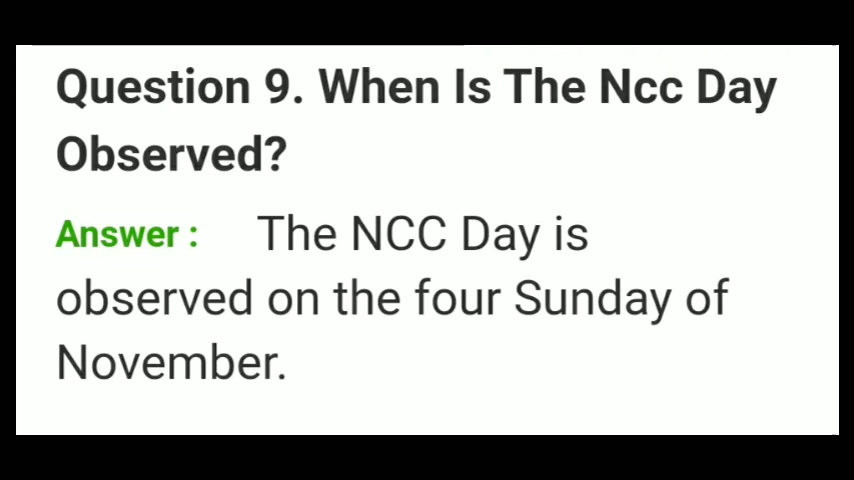 Question 9. When Is The Ncc Day
Observed?
Answer : The NCC Day is
observed on the four Sunday of
November.